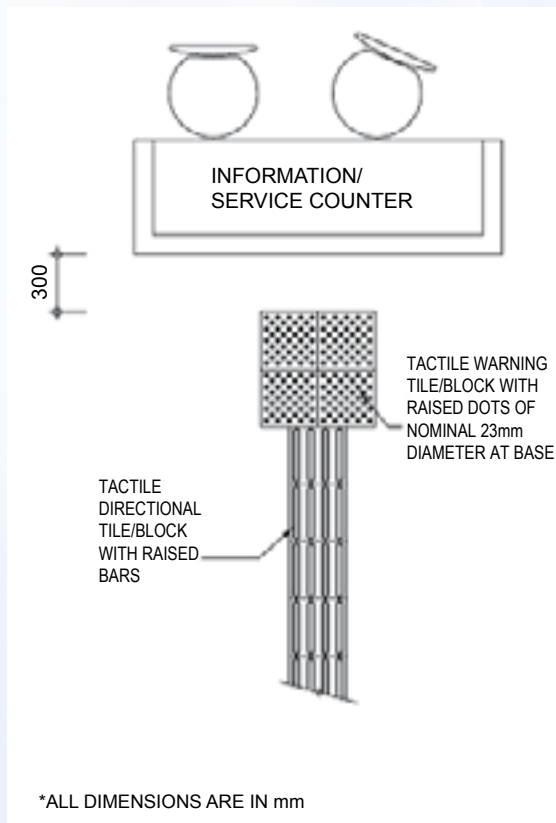 INFORMATION/
SERVICE COUNTER
300
TACTILE WARNING
TILE/BLOCK WITH
RAISED DOTS OF
NOMINAL 23mm
DIAMETER AT BASE
TACTILE
DIRECTIONAL
TILE/BLOCK
WITH RAISED
BARS
*ALL DIMENSIONS ARE IN mm